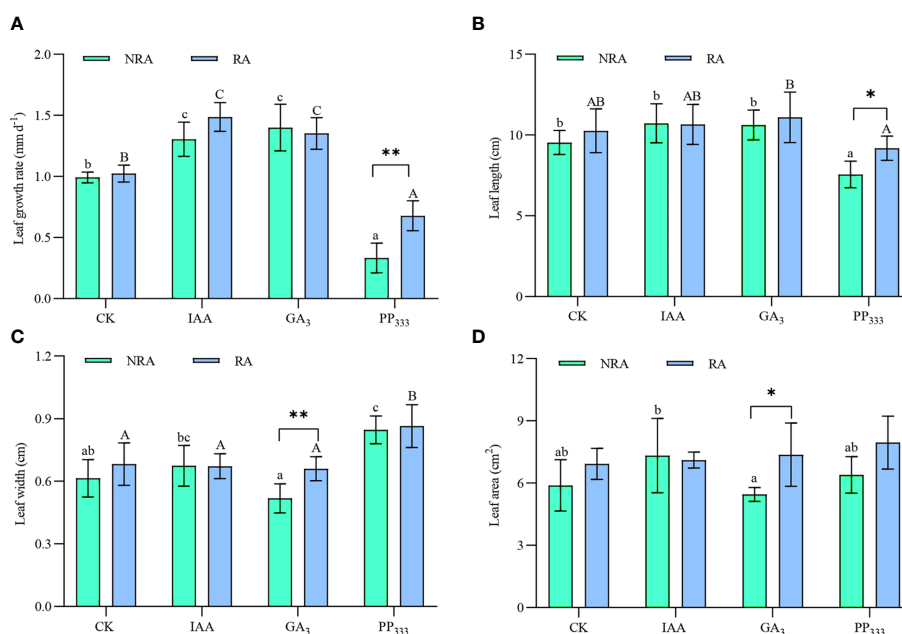 A
NRA RA
Leaf growth rate (mm d⁻¹)
2.0
1.5
1.0
0.5
0.0
b B c C c C a A
**
CK IAA GA₃ PP₃₃₃
B
NRA RA
Leaf length (cm)
15
10
5
0
b AB b AB b B a A
*
CK IAA GA₃ PP₃₃₃
C
NRA RA
Leaf width (cm)
1.2
0.9
0.6
0.3
0.0
ab A bc A a A c B
**
CK IAA GA₃ PP₃₃₃
D
NRA RA
Leaf area (cm²)
12
9
6
3
0
ab b a ab
*
CK IAA GA₃ PP₃₃₃